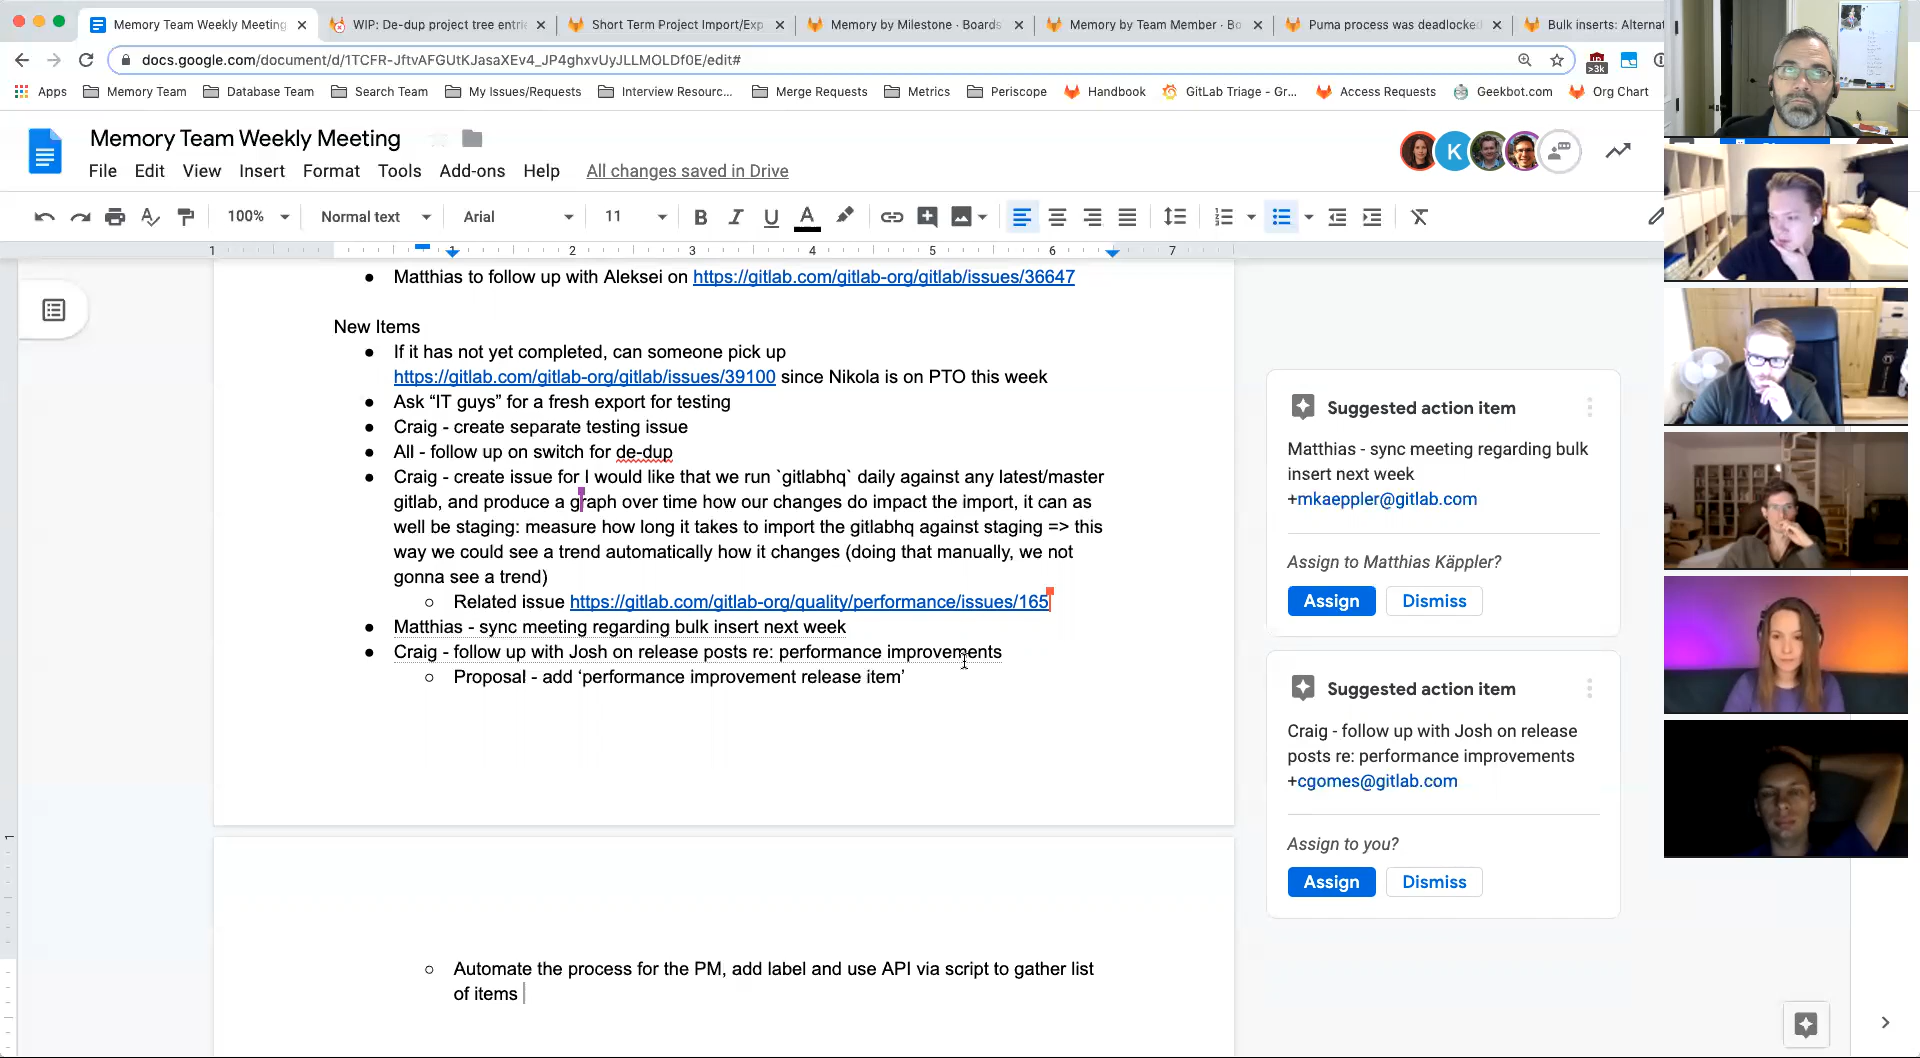 Memory Team Weekly Meeting
WIP: De-dup project tree entrie
Short Term Project Import/Exp
Memory by Milestone · Boards
Memory by Team Member · Bo
Puma process was deadlocked
Bulk inserts: Alternat
docs.google.com/document/d/1TCFR-JftvAFGUtKJasaXEv4_JP4ghxvUyJLLMOLDf0E/edit#
>3k
Apps
Memory Team
Database Team
Search Team
My Issues/Requests
Interview Resourc...
Merge Requests
Metrics
Periscope
Handbook
GitLab Triage - Gr...
Access Requests
Geekbot.com
Org Chart
Memory Team Weekly Meeting
K
File Edit View Insert Format Tools Add-ons Help All changes saved in Drive
100% Normal text Arial 11
1 1 2 3 4 5 6 7
● Matthias to follow up with Aleksei on https://gitlab.com/gitlab-org/gitlab/issues/36647
New Items
● If it has not yet completed, can someone pick up
https://gitlab.com/gitlab-org/gitlab/issues/39100 since Nikola is on PTO this week
● Ask “IT guys” for a fresh export for testing
● Craig - create separate testing issue
● All - follow up on switch for de-dup
● Craig - create issue for I would like that we run `gitlabhq` daily against any latest/master
gitlab, and produce a graph over time how our changes do impact the import, it can as
well be staging: measure how long it takes to import the gitlabhq against staging => this
way we could see a trend automatically how it changes (doing that manually, we not
gonna see a trend)
○ Related issue https://gitlab.com/gitlab-org/quality/performance/issues/165
● Matthias - sync meeting regarding bulk insert next week
● Craig - follow up with Josh on release posts re: performance improvements
○ Proposal - add ‘performance improvement release item’
○ Automate the process for the PM, add label and use API via script to gather list
of items
Suggested action item
Matthias - sync meeting regarding bulk
insert next week
+mkaeppler@gitlab.com
Assign to Matthias Käppler?
Assign Dismiss
Suggested action item
Craig - follow up with Josh on release
posts re: performance improvements
+cgomes@gitlab.com
Assign to you?
Assign Dismiss
1